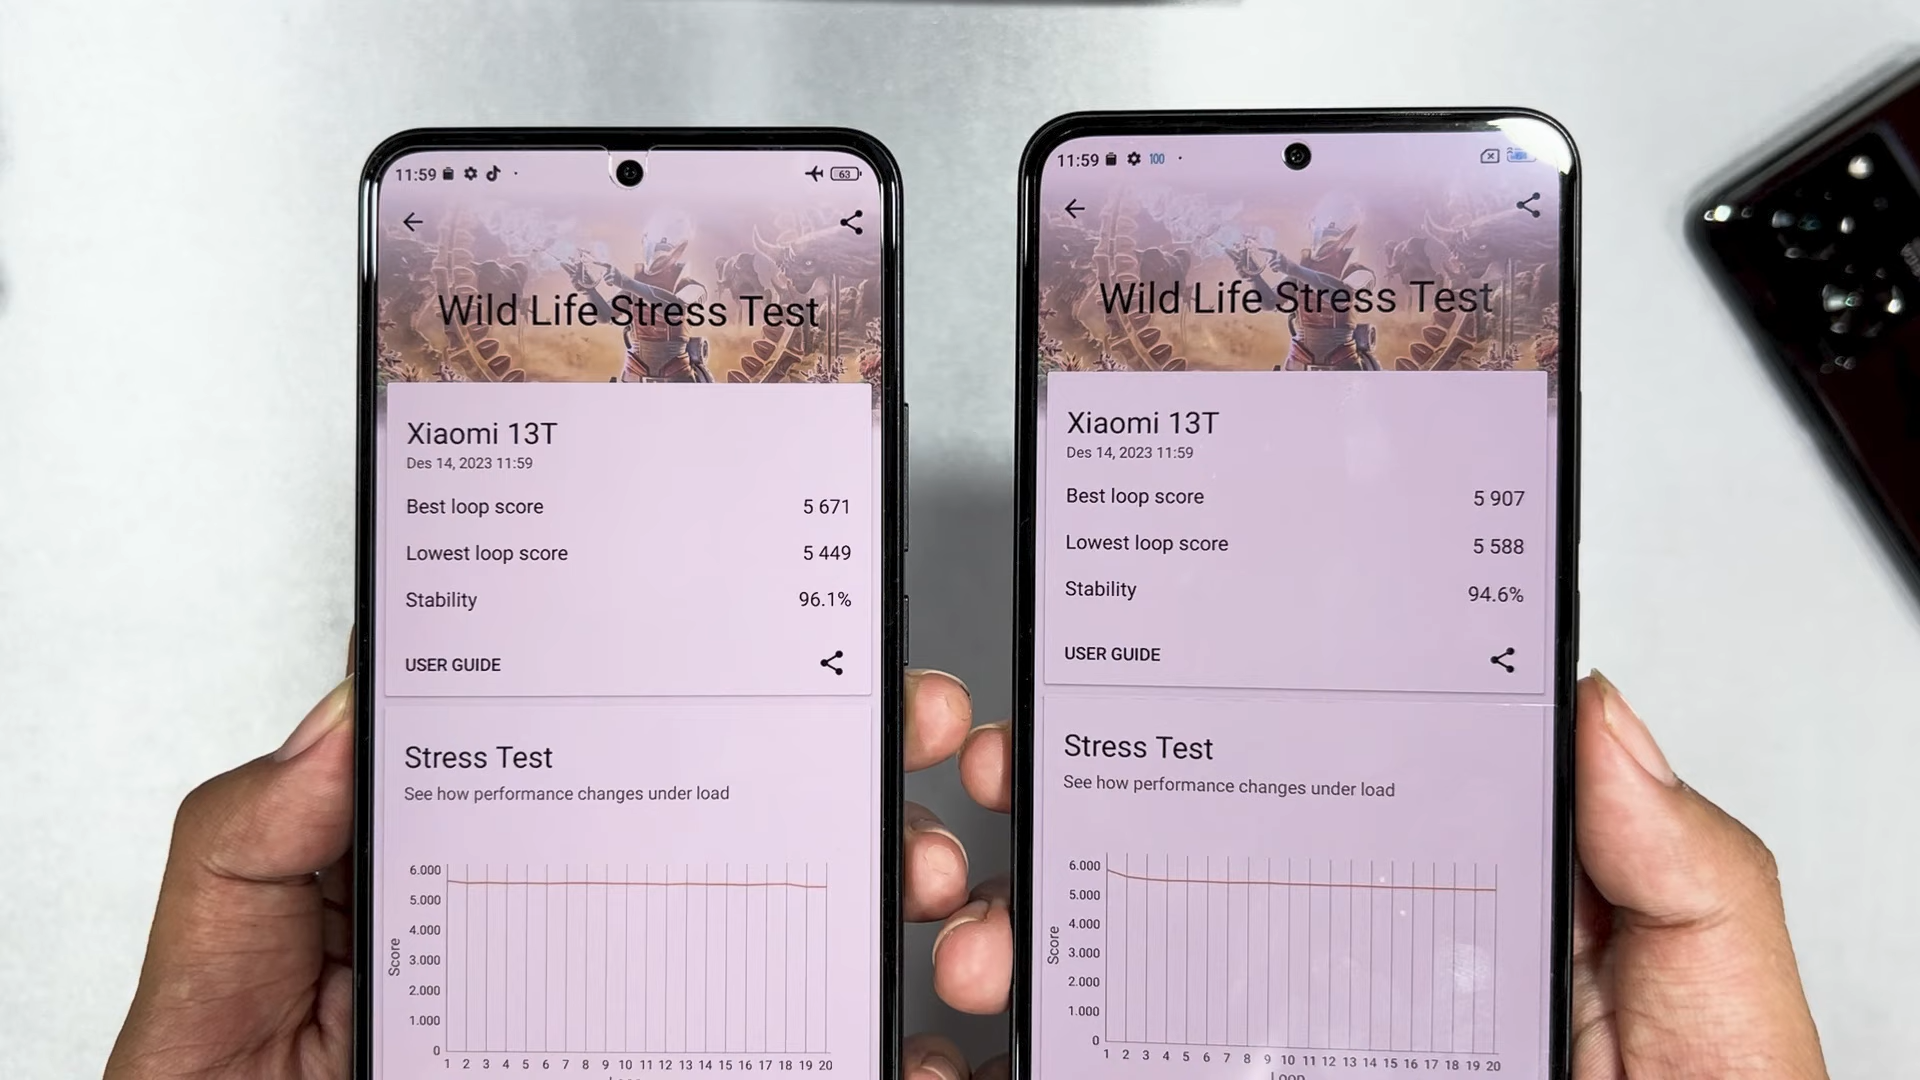 11:59
63
Wild Life Stress Test
Xiaomi 13T
Des 14, 2023 11:59
Best loop score 5 671
Lowest loop score 5 449
Stability 96.1%
USER GUIDE
Stress Test
See how performance changes under load
6.000
5.000
4.000
3.000
2.000
1.000
0
Score
1 2 3 4 5 6 7 8 9 10 11 12 13 14 15 16 17 18 19 20
11:59 100
Wild Life Stress Test
Xiaomi 13T
Des 14, 2023 11:59
Best loop score 5 907
Lowest loop score 5 588
Stability 94.6%
USER GUIDE
Stress Test
See how performance changes under load
6.000
5.000
4.000
3.000
2.000
1.000
0
Score
1 2 3 4 5 6 7 8 9 10 11 12 13 14 15 16 17 18 19 20
Loop